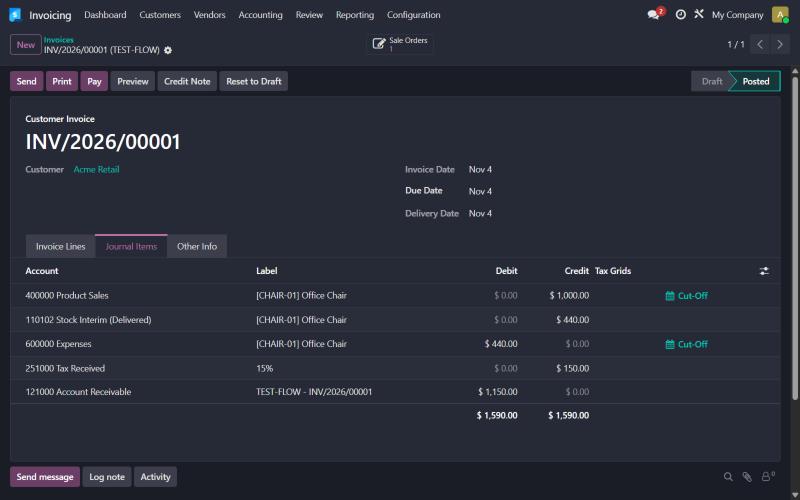 Invoicing Dashboard Customers Vendors Accounting Review Reporting Configuration 2 My Company A
New Invoices
INV/2026/00001 (TEST-FLOW)
Sale Orders
1
1 / 1
Send Print Pay Preview Credit Note Reset to Draft Draft Posted
Customer Invoice
INV/2026/00001
Customer Acme Retail
Invoice Date Nov 4
Due Date Nov 4
Delivery Date Nov 4
Invoice Lines Journal Items Other Info
Account Label Debit Credit Tax Grids
400000 Product Sales [CHAIR-01] Office Chair $ 0.00 $ 1,000.00 Cut-Off
110102 Stock Interim (Delivered) [CHAIR-01] Office Chair $ 0.00 $ 440.00
600000 Expenses [CHAIR-01] Office Chair $ 440.00 $ 0.00 Cut-Off
251000 Tax Received 15% $ 0.00 $ 150.00
121000 Account Receivable TEST-FLOW - INV/2026/00001 $ 1,150.00 $ 0.00
$ 1,590.00 $ 1,590.00
Send message Log note Activity 0